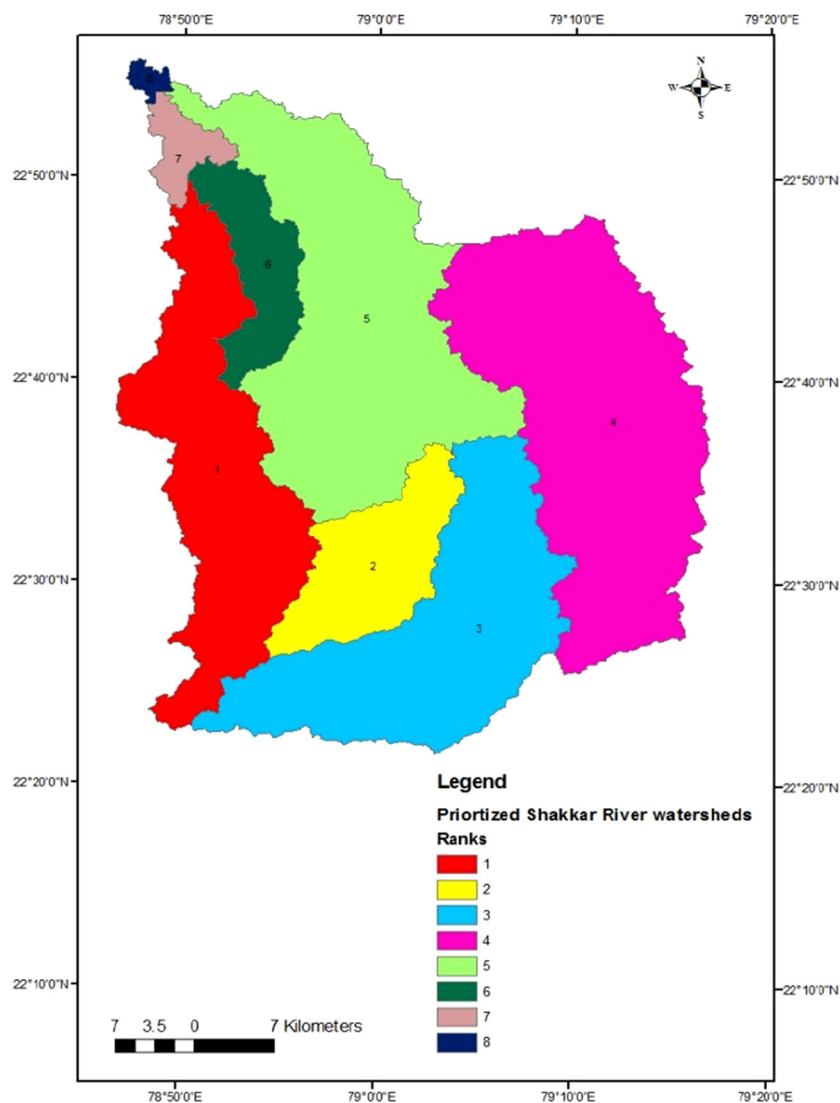 78°50'0"E 79°0'0"E 79°10'0"E 79°20'0"E
N
W E
S
8
7
22°50'0"N 22°50'0"N
6
5
22°40'0"N 22°40'0"N
4
1
2
22°30'0"N 22°30'0"N
3
22°20'0"N 22°20'0"N
Legend
Priortized Shakkar River watersheds
Ranks
1
2
3
4
5
6
7
8
22°10'0"N 22°10'0"N
7 3.5 0 7 Kilometers
78°50'0"E 79°0'0"E 79°10'0"E 79°20'0"E